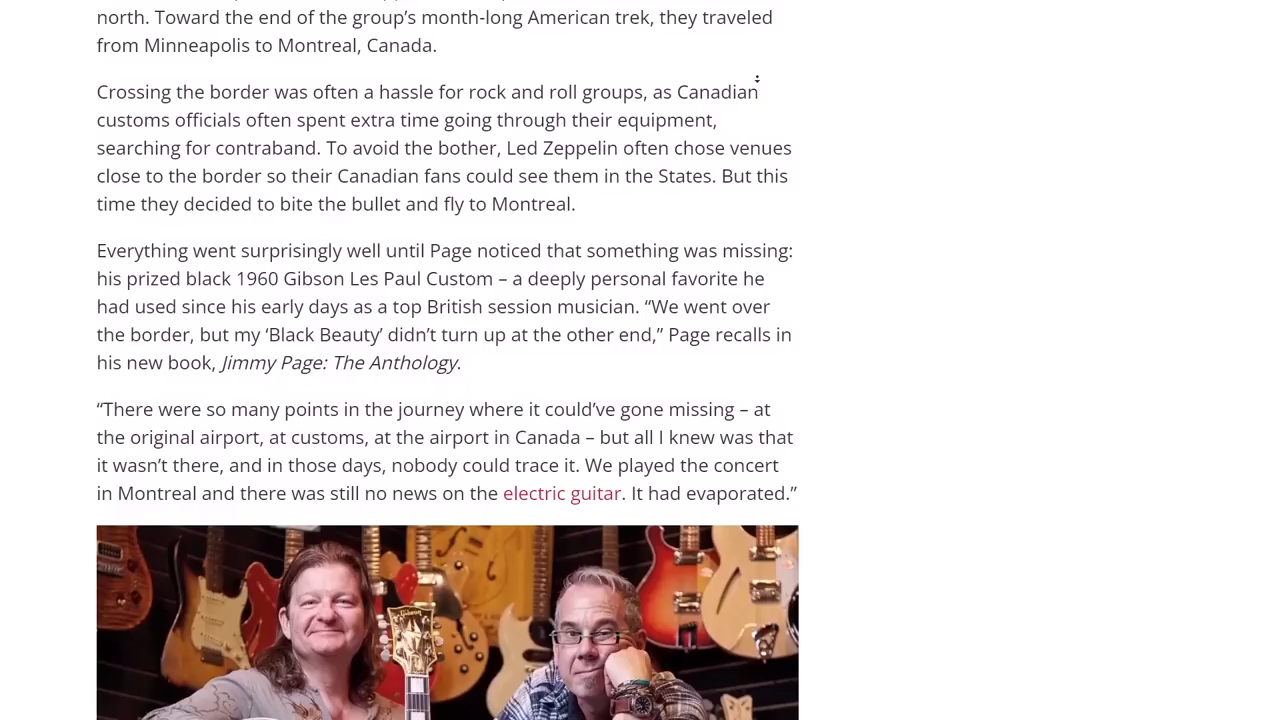 north. Toward the end of the group’s month-long American trek, they traveled
from Minneapolis to Montreal, Canada.
Crossing the border was often a hassle for rock and roll groups, as Canadian
customs officials often spent extra time going through their equipment,
searching for contraband. To avoid the bother, Led Zeppelin often chose venues
close to the border so their Canadian fans could see them in the States. But this
time they decided to bite the bullet and fly to Montreal.
Everything went surprisingly well until Page noticed that something was missing:
his prized black 1960 Gibson Les Paul Custom – a deeply personal favorite he
had used since his early days as a top British session musician. “We went over
the border, but my ‘Black Beauty’ didn’t turn up at the other end,” Page recalls in
his new book, Jimmy Page: The Anthology.
“There were so many points in the journey where it could’ve gone missing – at
the original airport, at customs, at the airport in Canada – but all I knew was that
it wasn’t there, and in those days, nobody could trace it. We played the concert
in Montreal and there was still no news on the electric guitar. It had evaporated.”
Gibson